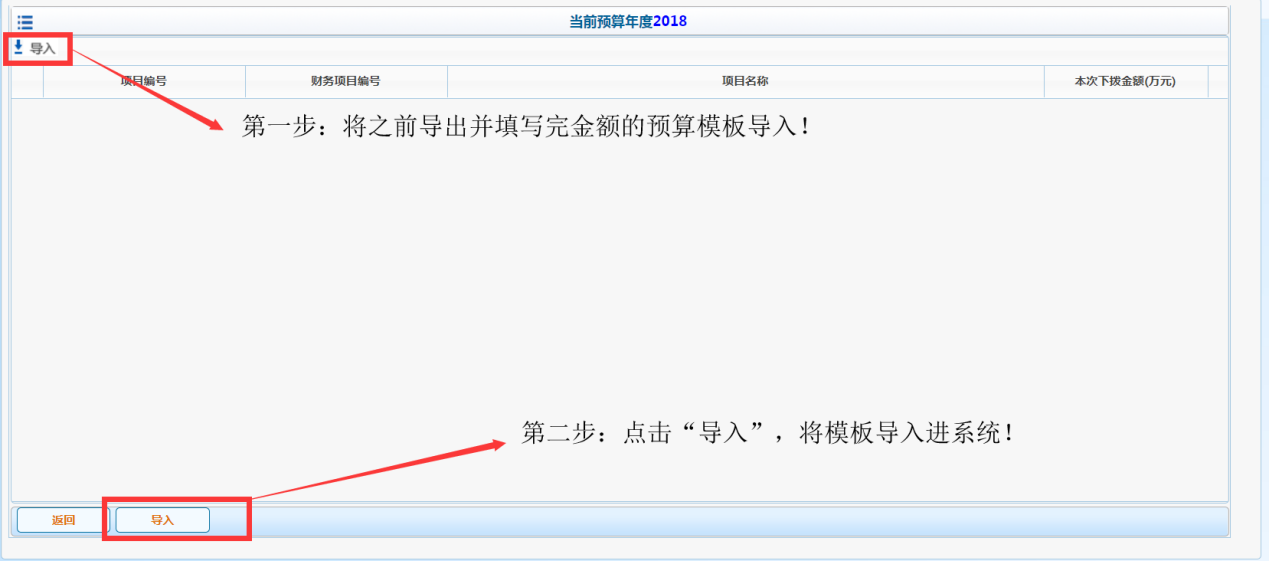 当前预算年度2018
导入
项目编号 财务项目编号 项目名称 本次下拨金额(万元)
第一步：将之前导出并填写完金额的预算模板导入！
第二步：点击“导入”，将模板导入进系统！
返回 导入